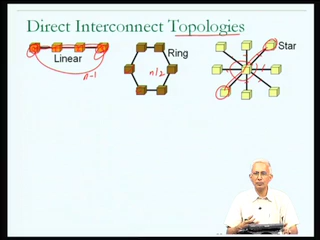 Direct Interconnect Topologies
Linear
n-1
Ring
n/2
Star